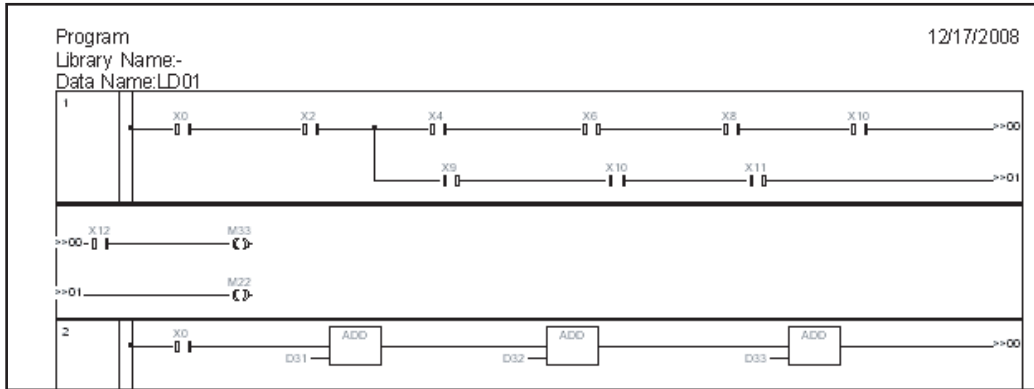 Program 12/17/2008
Library Name:-
Data Name:LD01
1
X0 X2 X4 X6 X8 X10
>>00
X9 X10 X11
>>01
X12 M33
>>00
M22
>>01
2
X0 ADD ADD ADD
>>00
D31 D32 D33